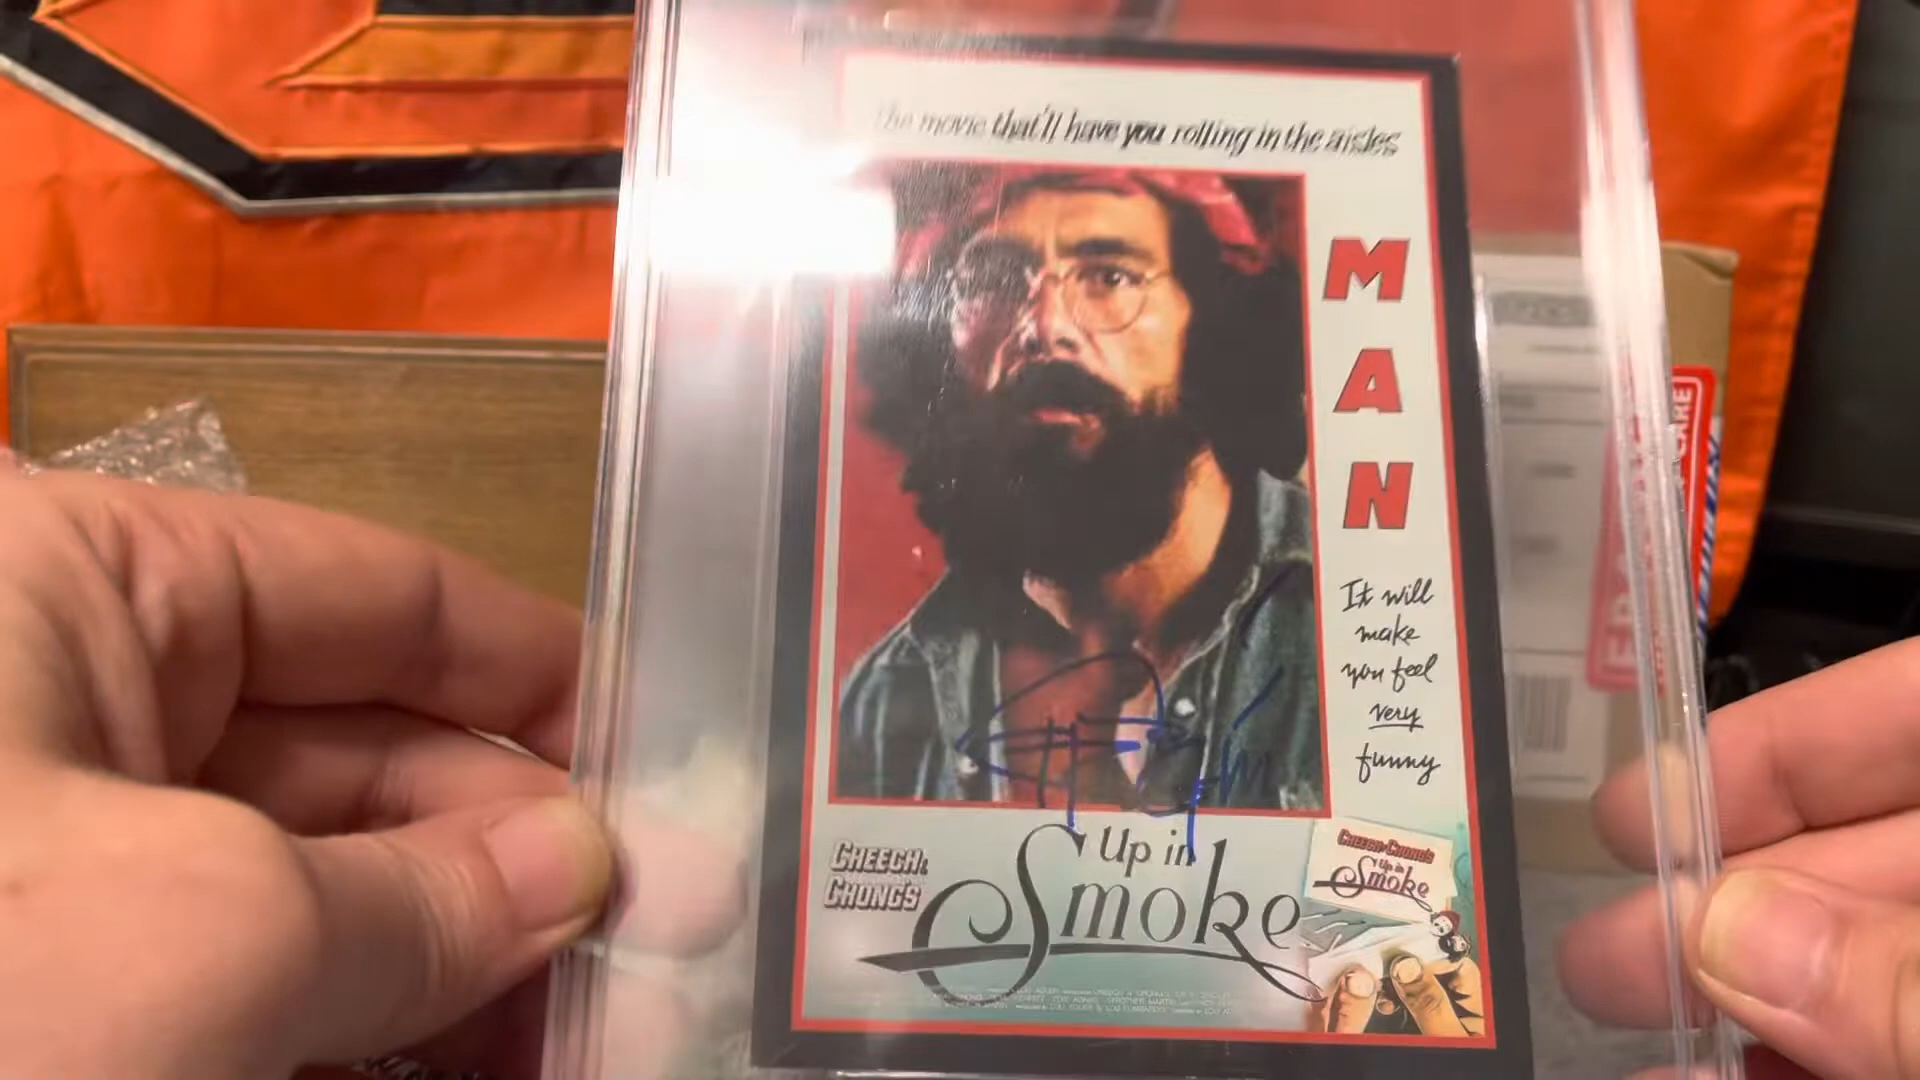 The movie that'll have you rolling in the aisles
MAN
It will
make
you feel
very
funny
CHEECH &
CHONG'S
Up in
Smoke
CHEECH & CHONG'S
Up in
Smoke